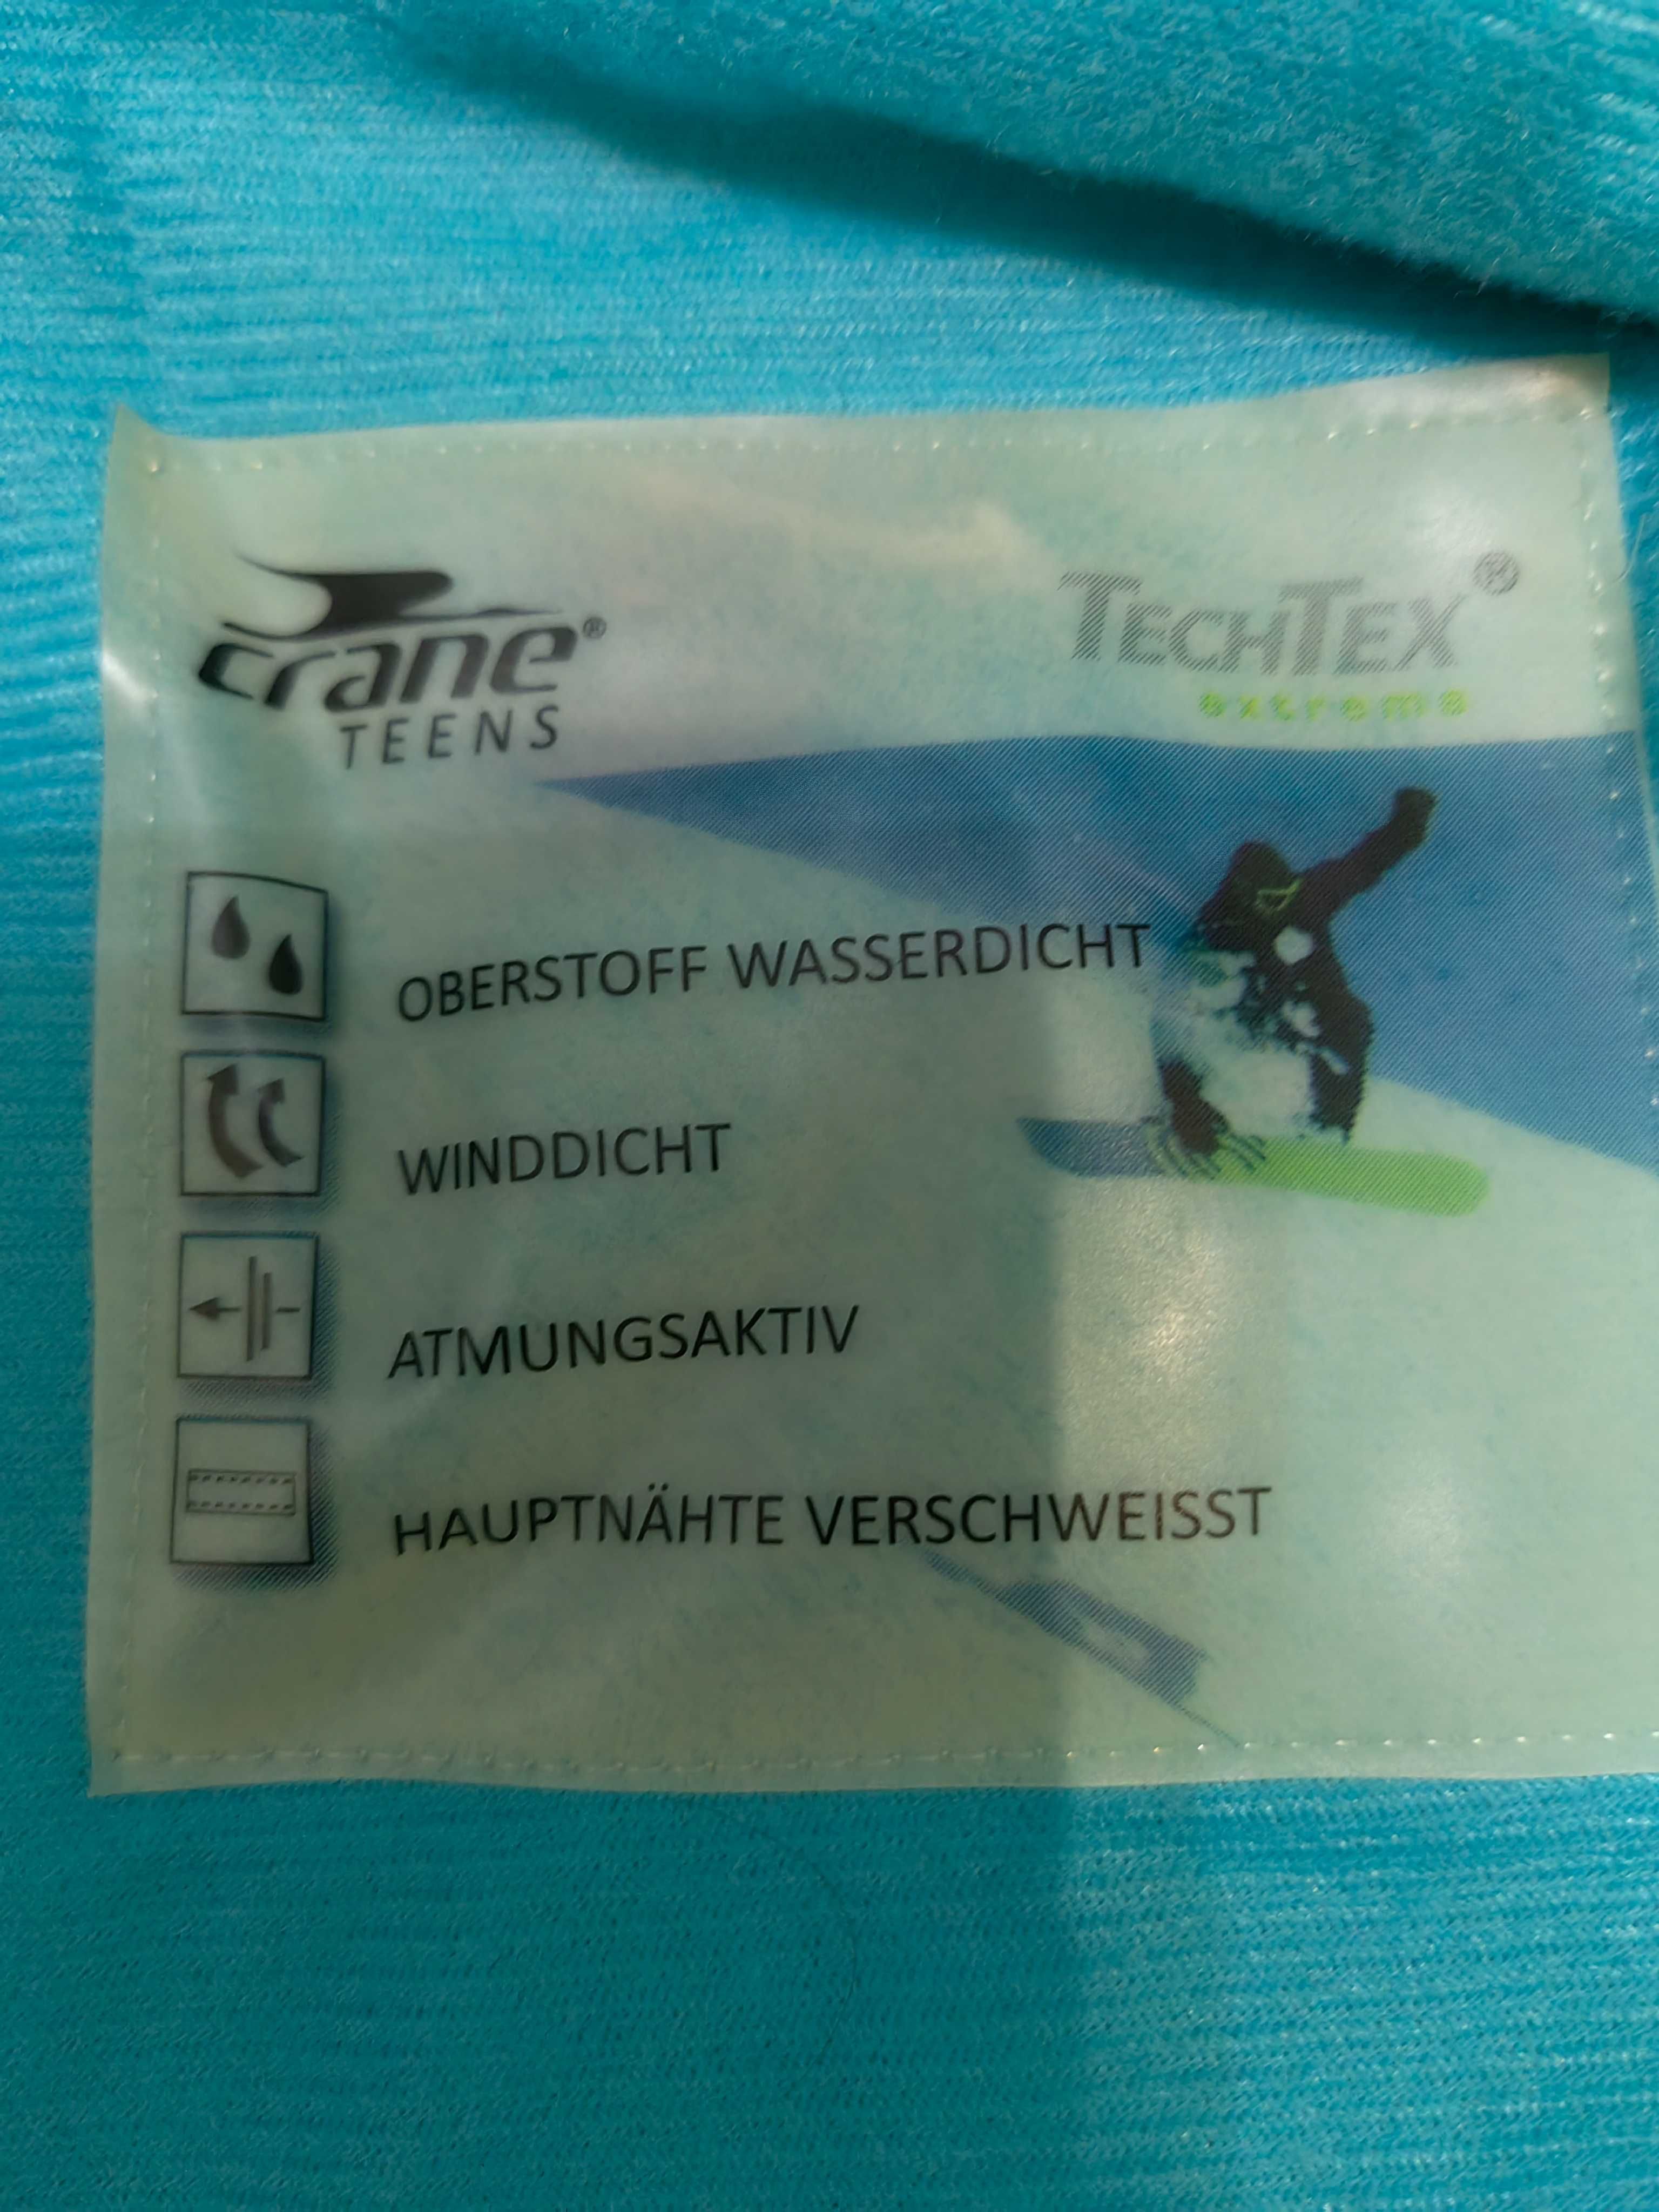 crane®
TEENS
TECHTEX®
extreme
OBERSTOFF WASSERDICHT
WINDDICHT
ATMUNGSAKTIV
HAUPTNÄHTE VERSCHWEISST